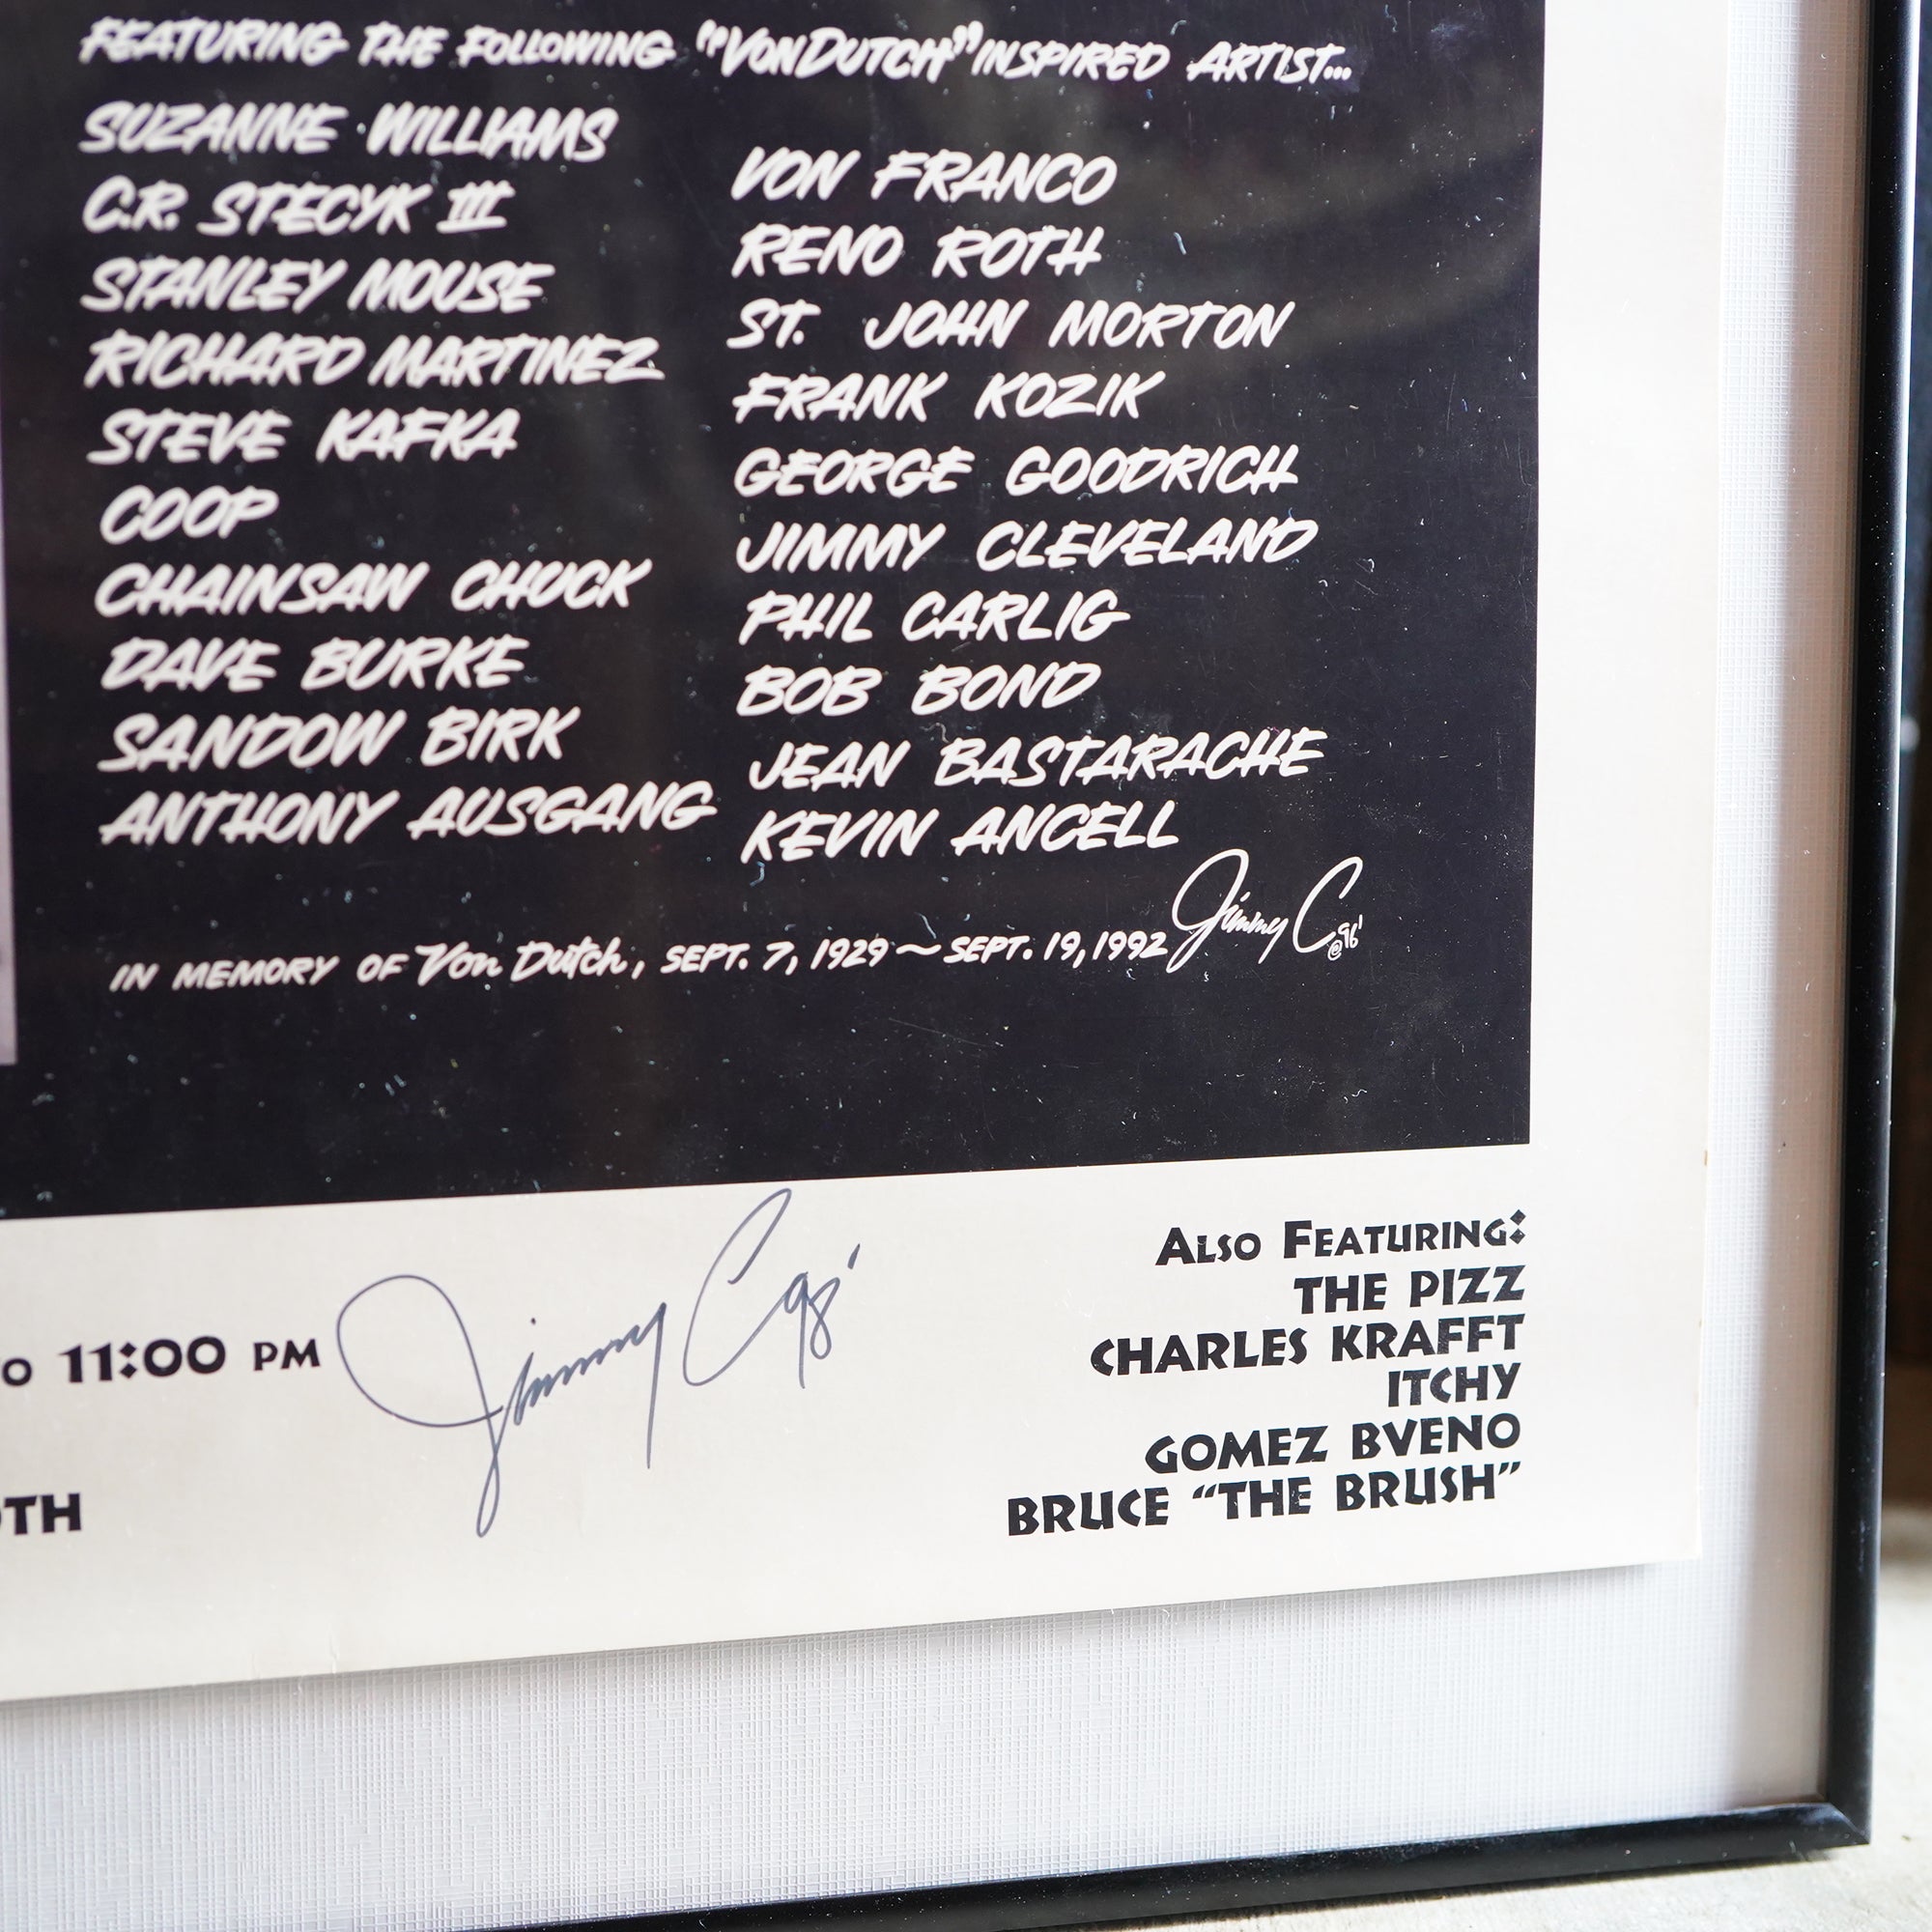 FEATURING THE FOLLOWING "VONDUTCH" INSPIRED ARTIST...
SUZANNE WILLIAMS
C.R. STECYK III
STANLEY MOUSE
RICHARD MARTINEZ
STEVE KAFKA
COOP
CHAINSAW CHUCK
DAVE BURKE
SANDOW BIRK
ANTHONY AUSGANG
VON FRANCO
RENO ROTH
ST. JOHN MORTON
FRANK KOZIK
GEORGE GOODRICH
JIMMY CLEVELAND
PHIL CARLIG
BOB BOND
JEAN BASTARACHE
KEVIN ANCELL
IN MEMORY OF Von Dutch, SEPT. 7, 1929 ~ SEPT. 19, 1992
Jimmy C © 96'
O 11:00 PM
Jimmy C 98'
OTH
ALSO FEATURING:
THE PIZZ
CHARLES KRAFFT
ITCHY
GOMEZ BVENO
BRUCE "THE BRUSH"